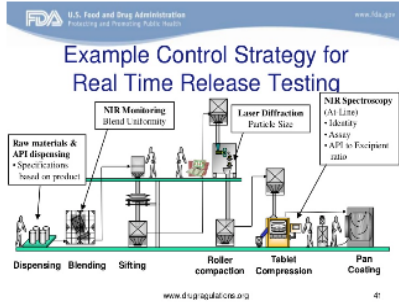 FDA U.S. Food and Drug Administration
Protecting and Promoting Public Health
www.fda.gov
Example Control Strategy for
Real Time Release Testing
NIR Monitoring
Blend Uniformity
Laser Diffraction
Particle Size
NIR Spectroscopy
(At-Line)
• Identity
• Assay
• API to Excipient
ratio
Raw materials &
API dispensing
• Specifications
based on product
Dispensing
Blending
Sifting
Roller
compaction
Tablet
Compression
Pan
Coating
www.drugragulations.org
41